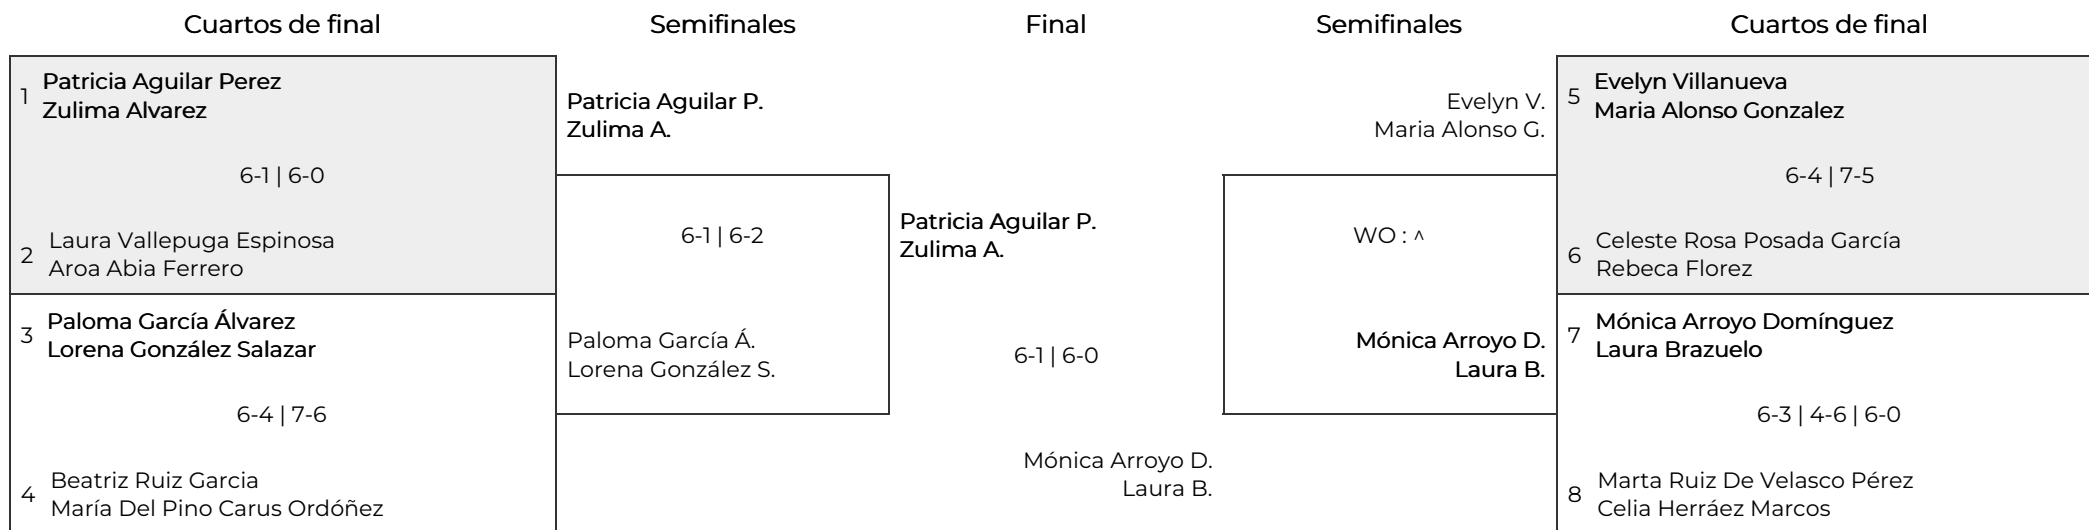 Cuartos de final
Semifinales
Final
Semifinales
Cuartos de final
1
Patricia Aguilar Perez
Zulima Alvarez
6-1 | 6-0
2
Laura Vallepuga Espinosa
Aroa Abia Ferrero
3
Paloma García Álvarez
Lorena González Salazar
6-4 | 7-6
4
Beatriz Ruiz Garcia
María Del Pino Carus Ordóñez
Patricia Aguilar P.
Zulima A.
6-1 | 6-2
Paloma García Á.
Lorena González S.
Patricia Aguilar P.
Zulima A.
6-1 | 6-0
Mónica Arroyo D.
Laura B.
Evelyn V.
Maria Alonso G.
WO : ^
Mónica Arroyo D.
Laura B.
5
Evelyn Villanueva
Maria Alonso Gonzalez
6-4 | 7-5
6
Celeste Rosa Posada García
Rebeca Florez
7
Mónica Arroyo Domínguez
Laura Brazuelo
6-3 | 4-6 | 6-0
8
Marta Ruiz De Velasco Pérez
Celia Herráez Marcos